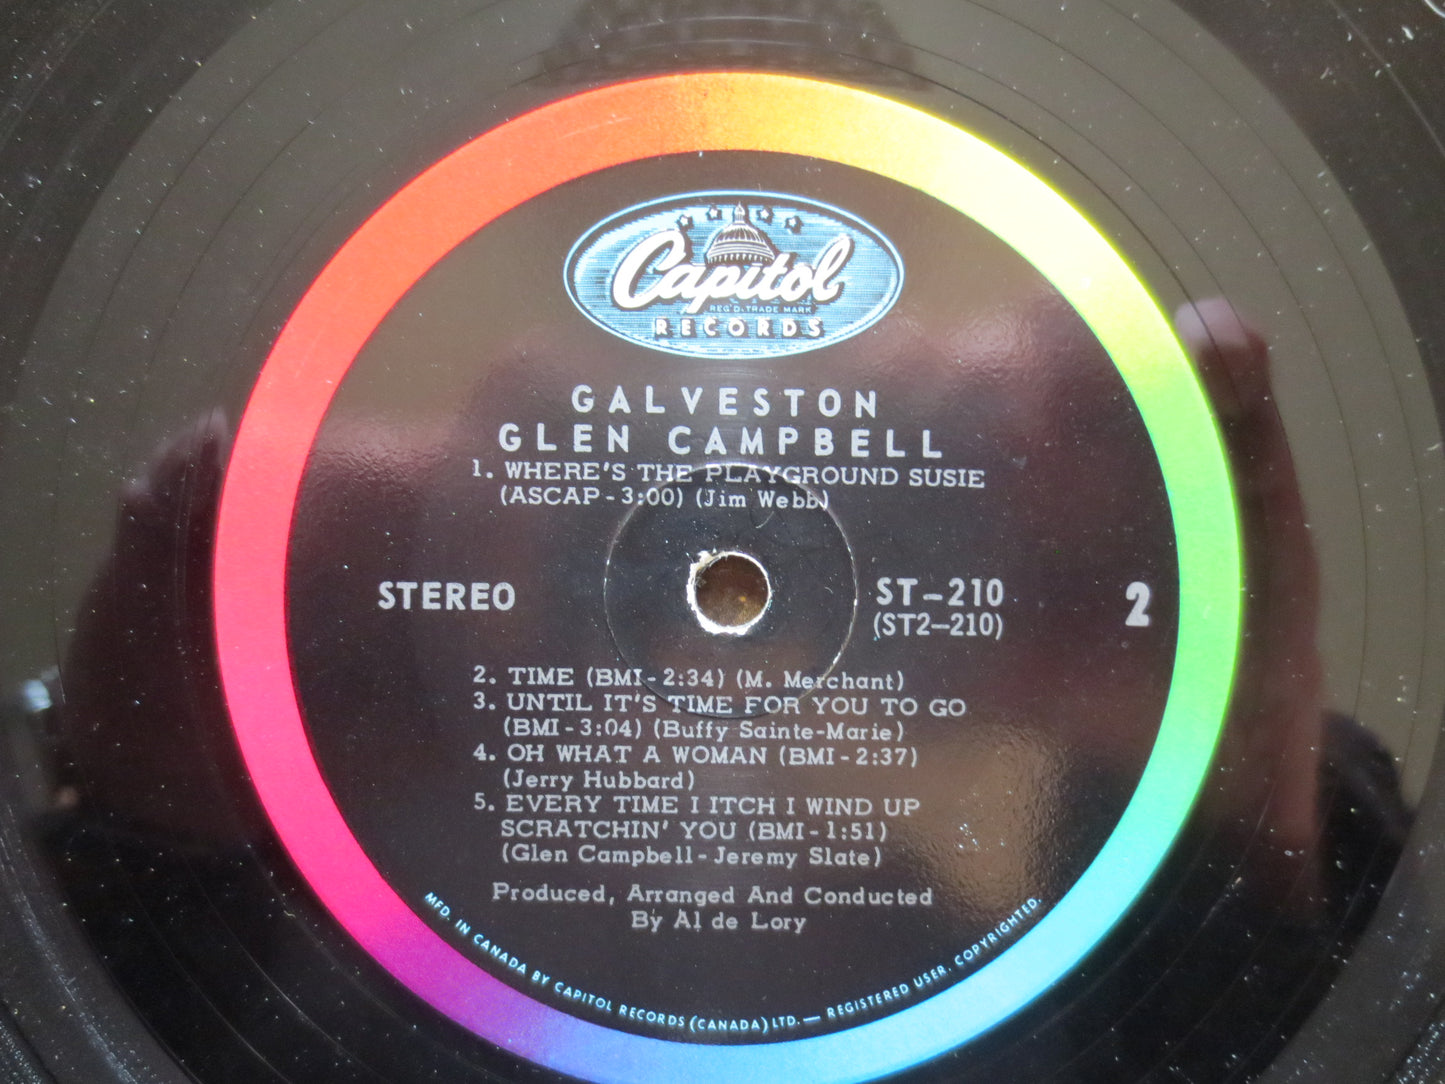 Capitol
REG'D. TRADE MARK
RECORDS
GALVESTON
GLEN CAMPBELL
1. WHERE'S THE PLAYGROUND SUSIE
(ASCAP - 3:00) (Jim Webb)
STEREO
ST-210
(ST2-210)
2
2. TIME (BMI - 2:34) (M. Merchant)
3. UNTIL IT'S TIME FOR YOU TO GO
(BMI - 3:04) (Buffy Sainte-Marie)
4. OH WHAT A WOMAN (BMI - 2:37)
(Jerry Hubbard)
5. EVERY TIME I ITCH I WIND UP
SCRATCHIN' YOU (BMI - 1:51)
(Glen Campbell - Jeremy Slate)
Produced, Arranged And Conducted
By Al de Lory
MFD. IN CANADA BY CAPITOL RECORDS (CANADA) LTD. — REGISTERED USER. COPYRIGHTED.